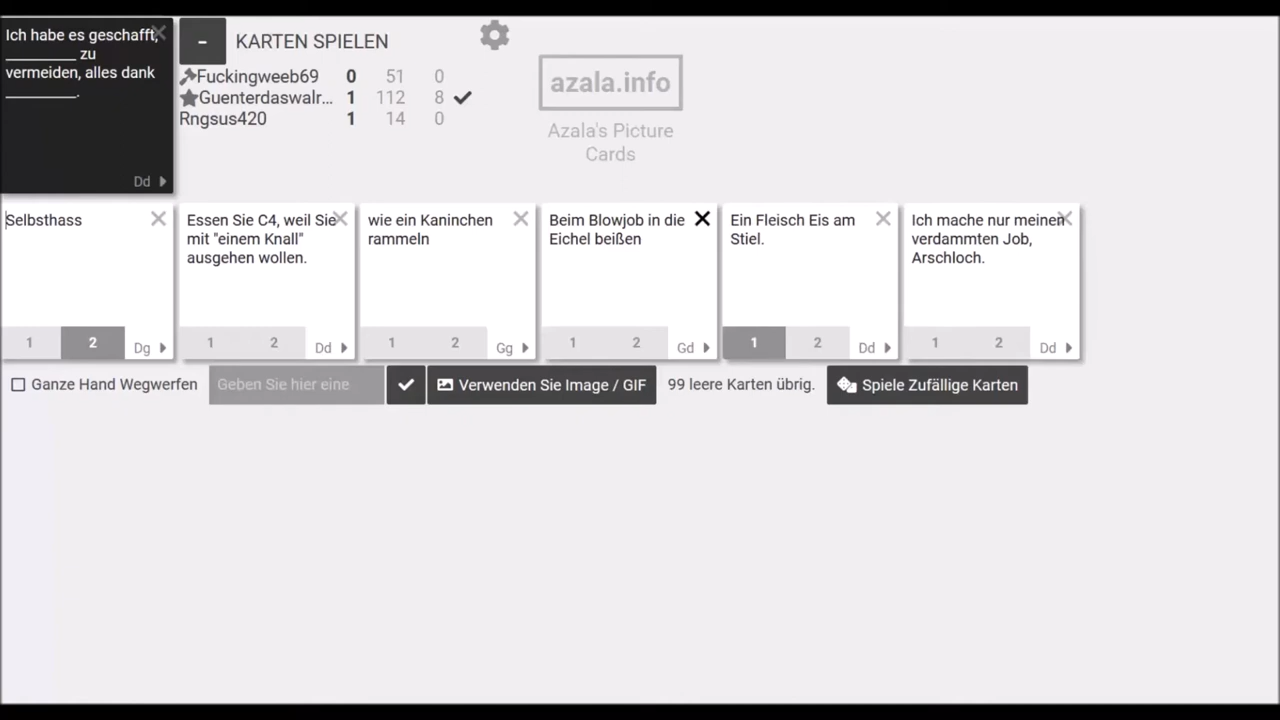 Ich habe es geschafft,
_________ zu
vermeiden, alles dank
_________.
Dd
-
KARTEN SPIELEN
Fuckingweeb69 0 51 0
Guenterdaswalr... 1 112 8
Rngsus420 1 14 0
azala.info
Azala's Picture
Cards
Selbsthass
1 2 Dg
Essen Sie C4, weil Sie
mit "einem Knall"
ausgehen wollen.
1 2 Dd
wie ein Kaninchen
rammeln
1 2 Gg
Beim Blowjob in die
Eichel beißen
1 2 Gd
Ein Fleisch Eis am
Stiel.
1 2 Dd
Ich mache nur meinen
verdammten Job,
Arschloch.
1 2 Dd
Ganze Hand Wegwerfen
Geben Sie hier eine
Verwenden Sie Image / GIF
99 leere Karten übrig.
Spiele Zufällige Karten